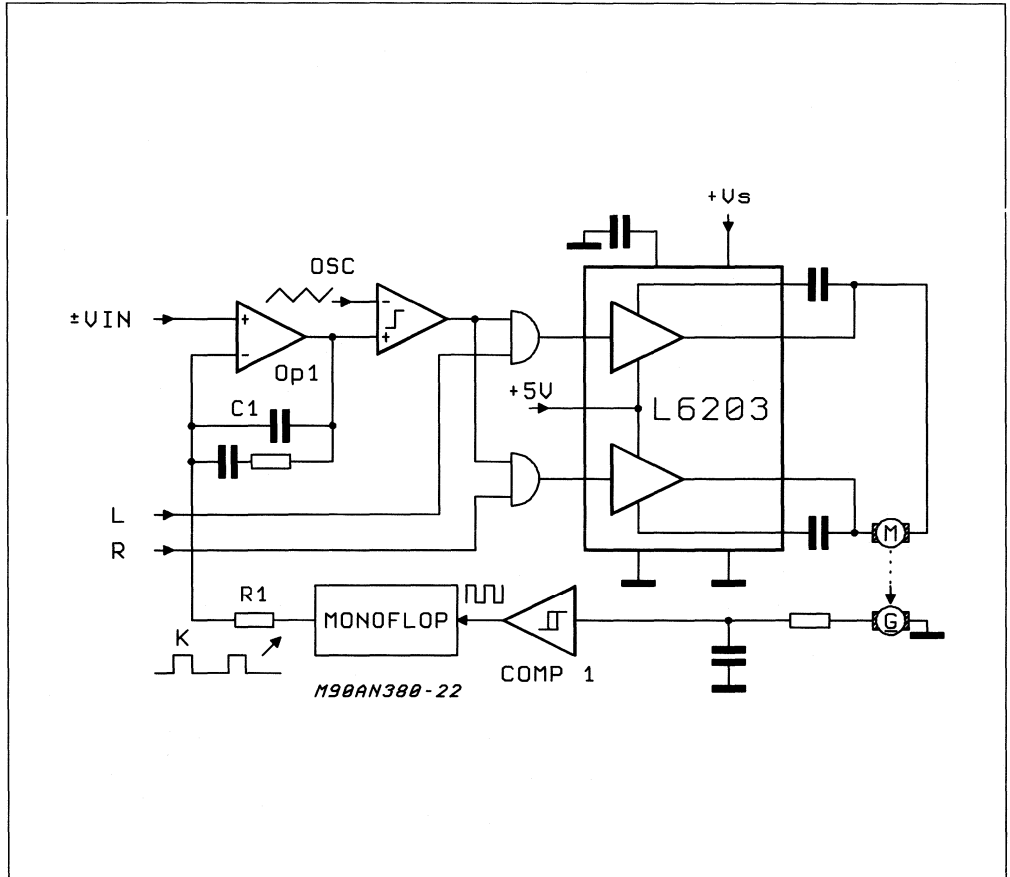 +Vs
OSC
±VIN
-
+
+
-
Op1
+5V
L6203
C1
L
R
M
R1
MONOFLOP
G
K
COMP 1
M90AN380-22